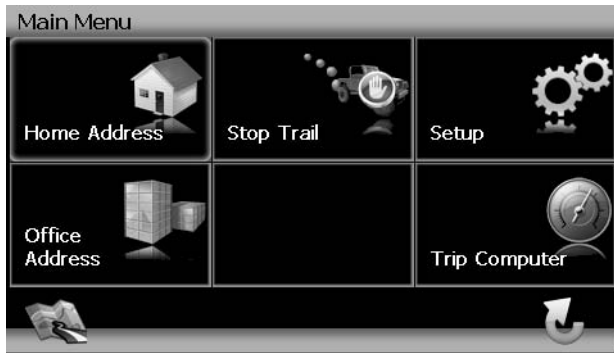 Main Menu
Home Address
Stop Trail
Setup
Office
Address
Trip Computer